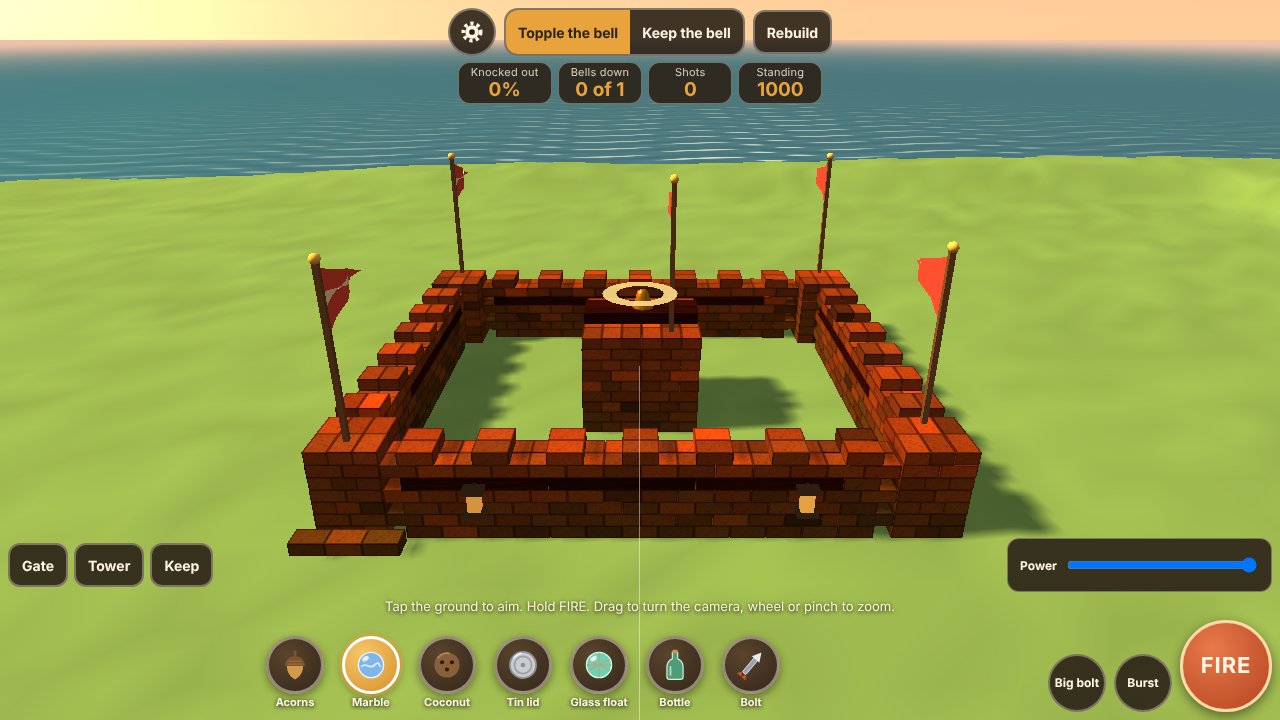 Topple the bell
Keep the bell
Rebuild
Knocked out
0%
Bells down
0 of 1
Shots
0
Standing
1000
Gate
Tower
Keep
Power
Tap the ground to aim. Hold FIRE. Drag to turn the camera, wheel or pinch to zoom.
Acorns
Marble
Coconut
Tin lid
Glass float
Bottle
Bolt
Big bolt
Burst
FIRE